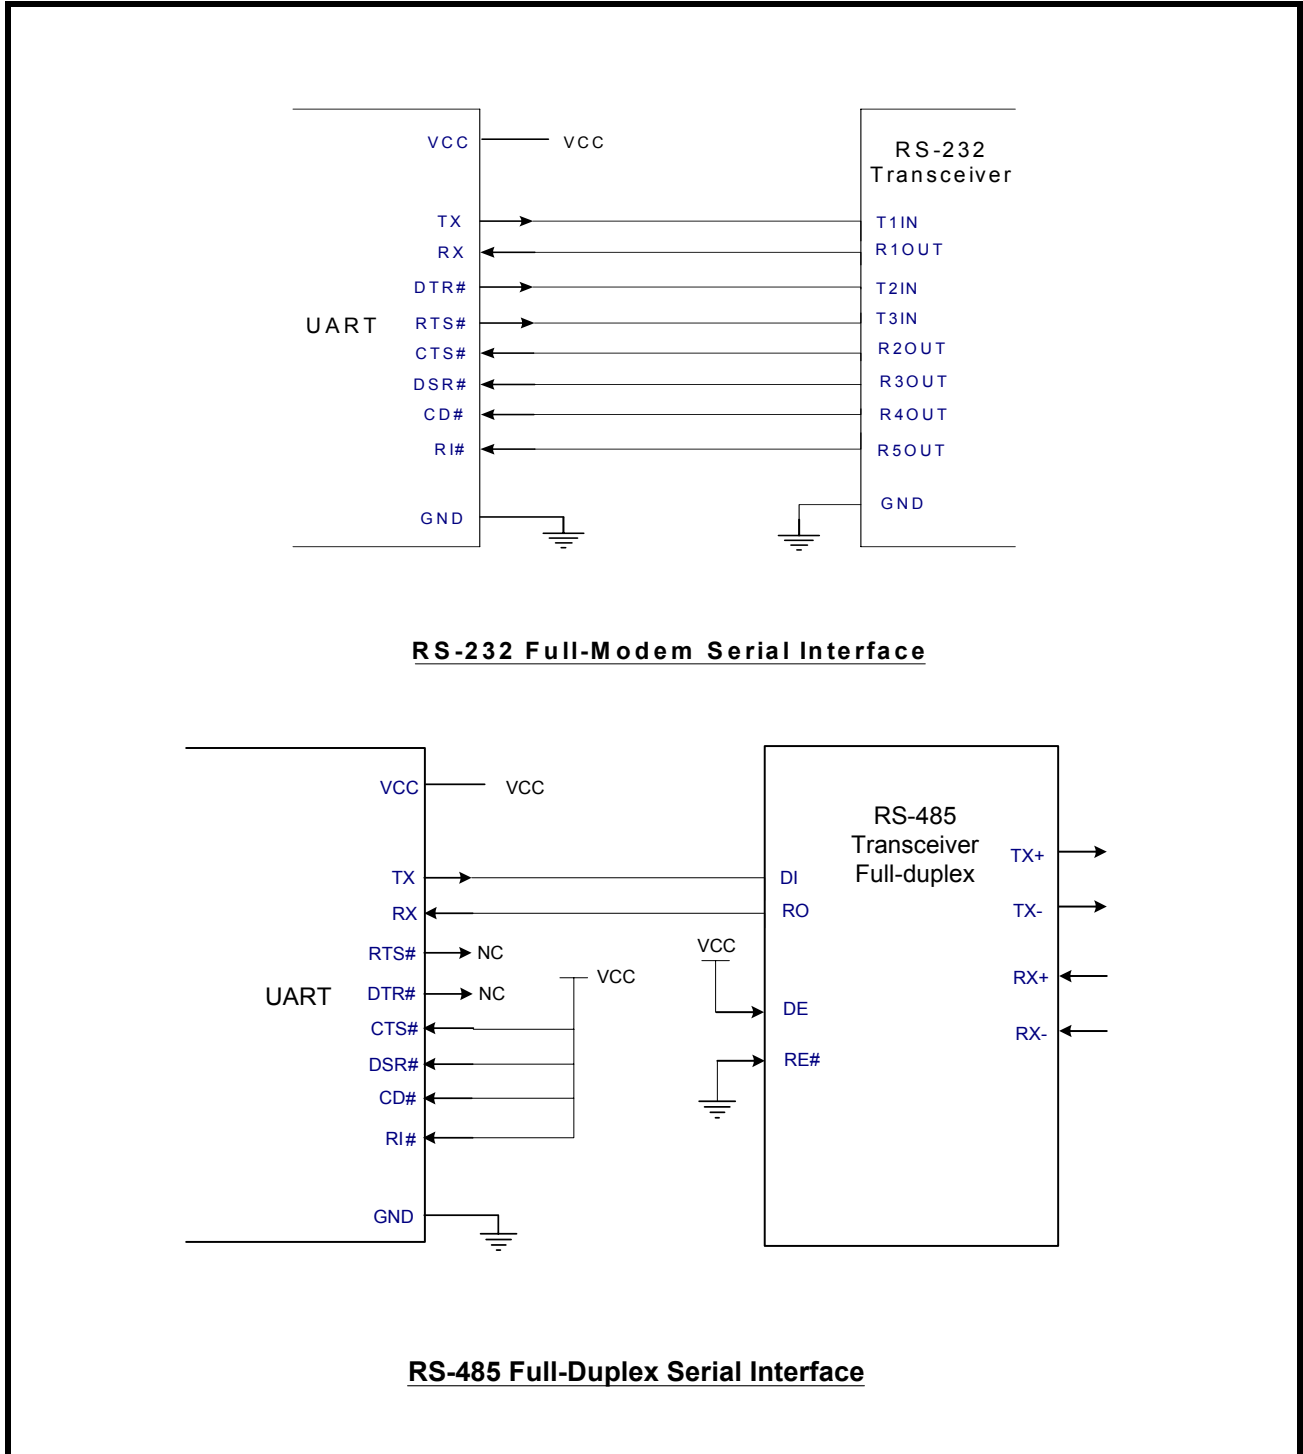 VCC VCC
RS-232
Transceiver
TX T1IN
RX R1OUT
DTR# T2IN
UART RTS# T3IN
CTS# R2OUT
DSR# R3OUT
CD# R4OUT
RI# R5OUT
GND GND
RS-232 Full-Modem Serial Interface
VCC VCC
RS-485
Transceiver
Full-duplex
TX+
TX DI
RX RO TX-
RTS# NC VCC
VCC RX+
UART DTR# NC DE
CTS# RX-
DSR# RE#
CD#
RI#
GND
RS-485 Full-Duplex Serial Interface